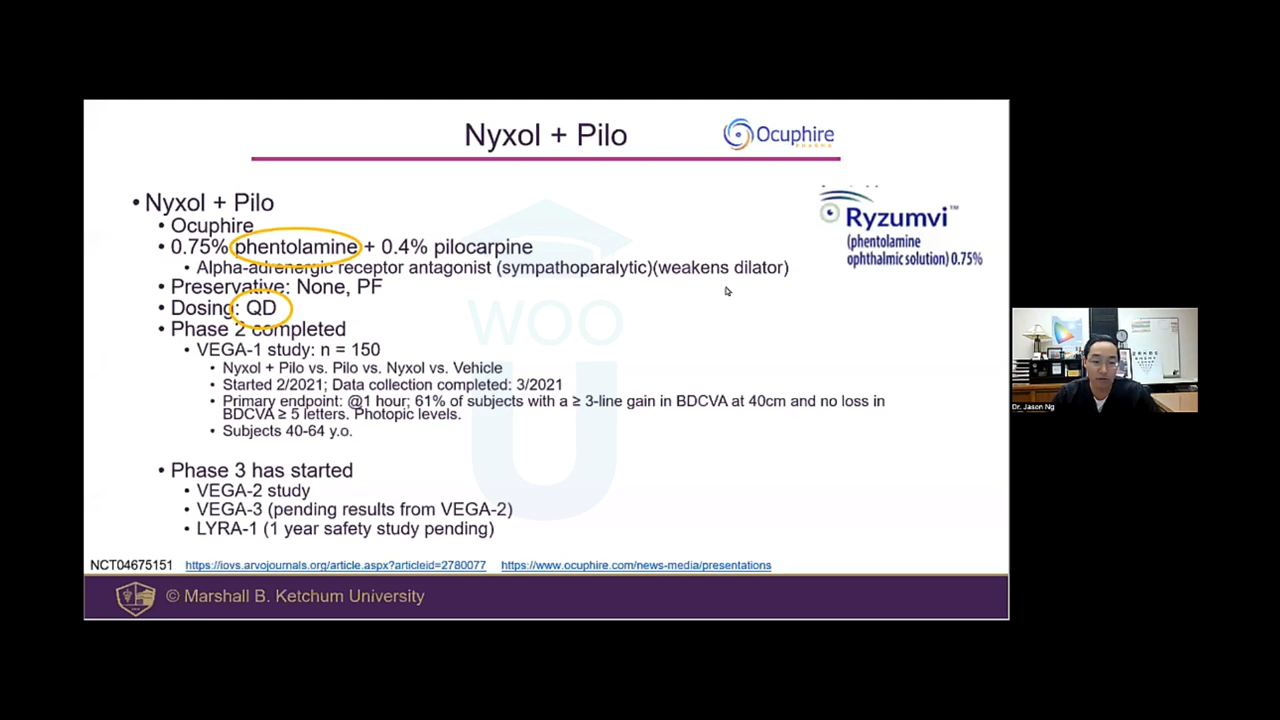 Nyxol + Pilo
Ocuphire
PHARMA
• Nyxol + Pilo
• Ocuphire
• 0.75% phentolamine + 0.4% pilocarpine
• Alpha-adrenergic receptor antagonist (sympathoparalytic)(weakens dilator)
• Preservative: None, PF
• Dosing: QD
• Phase 2 completed
• VEGA-1 study: n = 150
• Nyxol + Pilo vs. Pilo vs. Nyxol vs. Vehicle
• Started 2/2021; Data collection completed: 3/2021
• Primary endpoint: @1 hour; 61% of subjects with a ≥ 3-line gain in BDCVA at 40cm and no loss in
BDCVA ≥ 5 letters. Photopic levels.
• Subjects 40-64 y.o.
• Phase 3 has started
• VEGA-2 study
• VEGA-3 (pending results from VEGA-2)
• LYRA-1 (1 year safety study pending)
Ryzumvi™
(phentolamine
ophthalmic solution) 0.75%
WOO
U
NCT04675151 https://iovs.arvojournals.org/article.aspx?articleid=2780077 https://www.ocuphire.com/news-media/presentations
© Marshall B. Ketchum University
Dr. Jason Ng